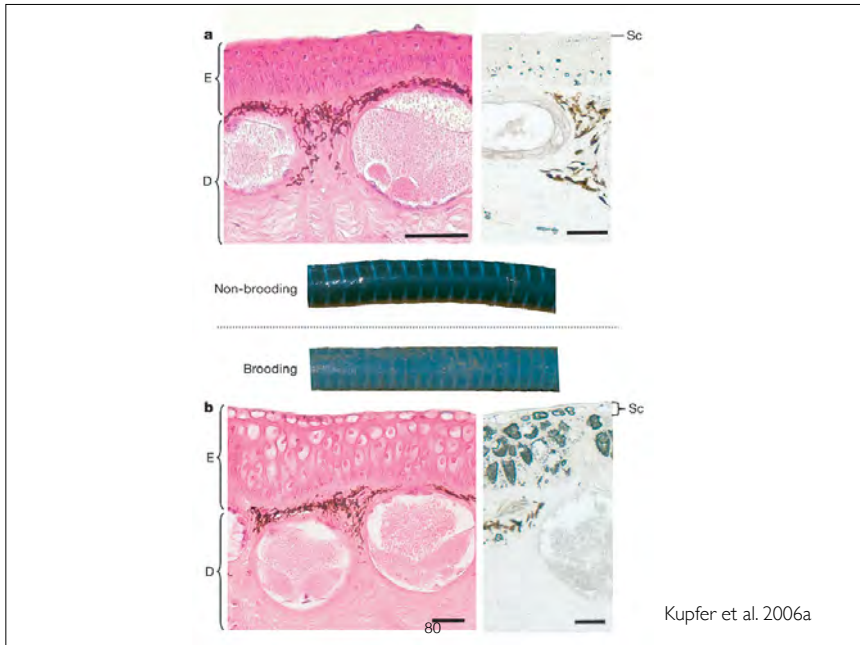 a
Sc
E
D
Non-brooding
Brooding
b
Sc
E
D
80
Kupfer et al. 2006a